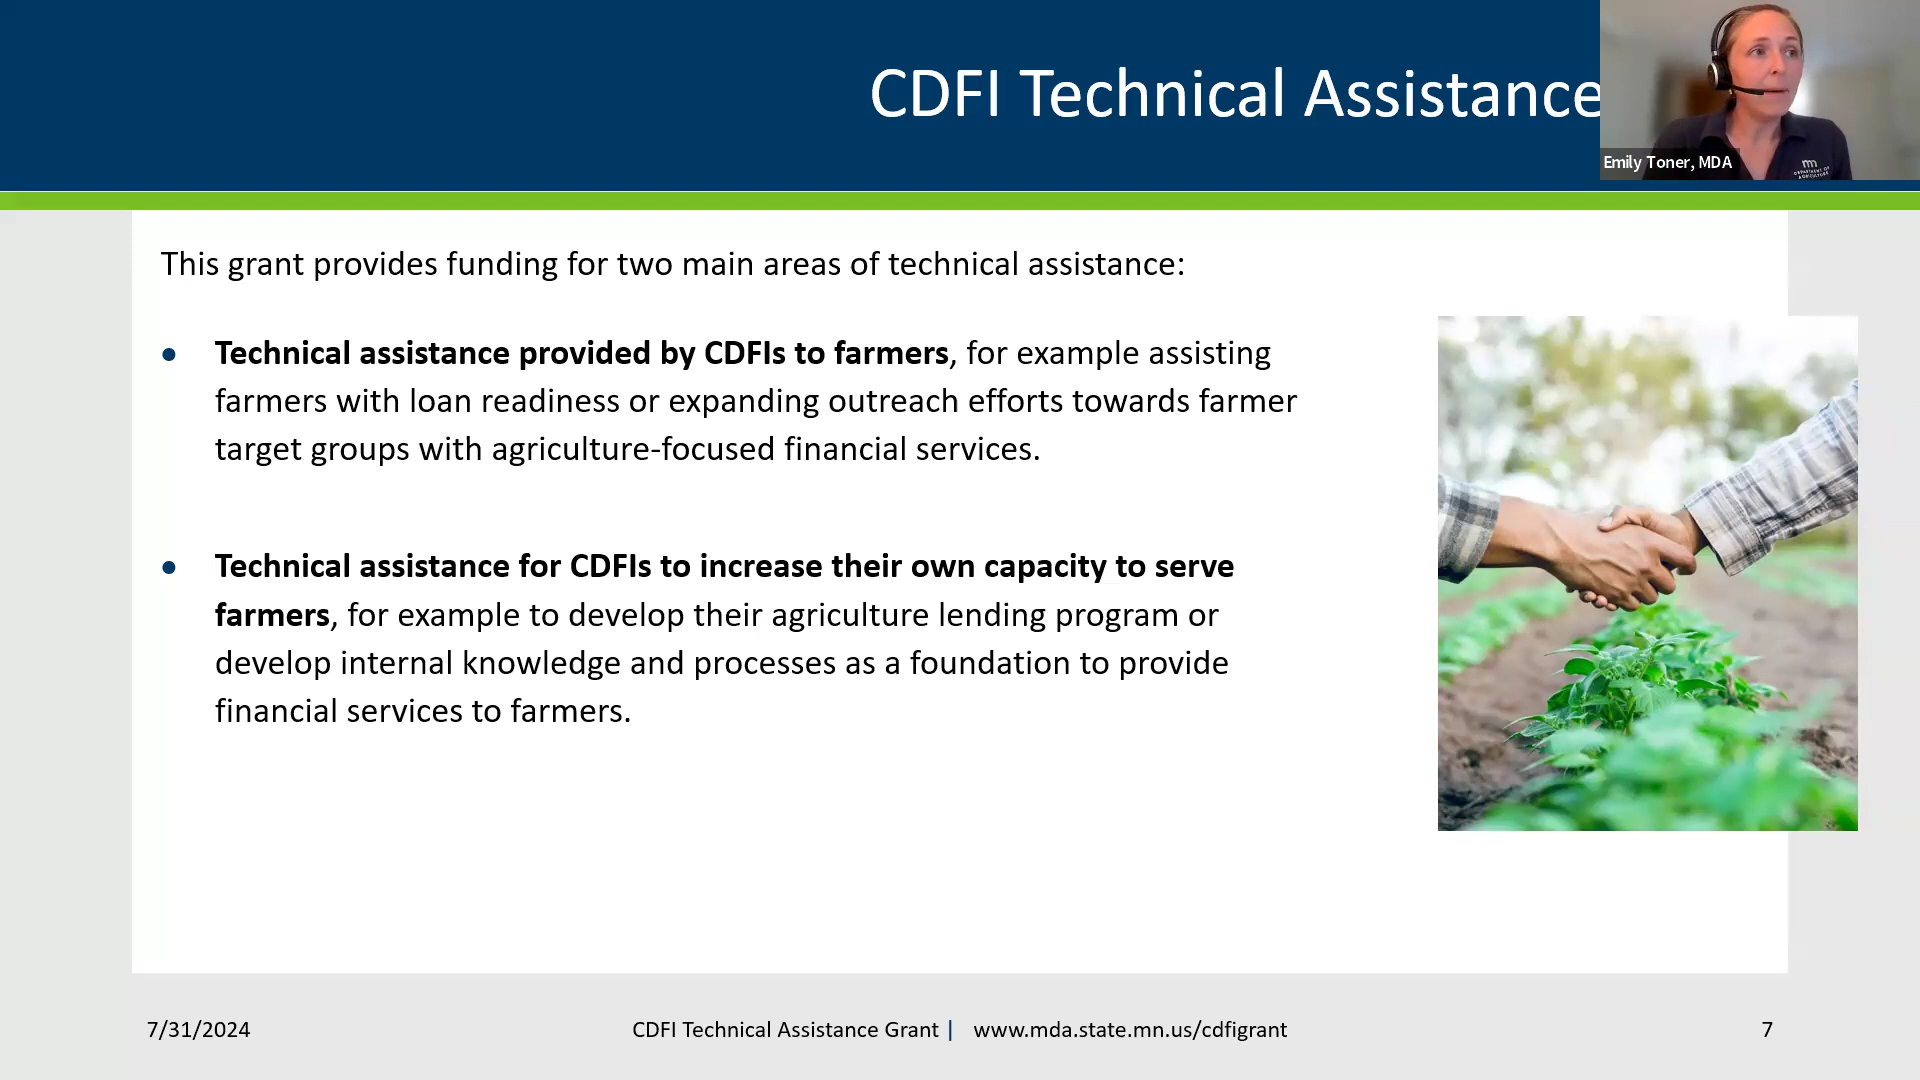 CDFI Technical Assistance
Emily Toner, MDA
mn
DEPARTMENT OF
AGRICULTURE
This grant provides funding for two main areas of technical assistance:
• Technical assistance provided by CDFIs to farmers, for example assisting
farmers with loan readiness or expanding outreach efforts towards farmer
target groups with agriculture-focused financial services.
• Technical assistance for CDFIs to increase their own capacity to serve
farmers, for example to develop their agriculture lending program or
develop internal knowledge and processes as a foundation to provide
financial services to farmers.
7/31/2024
CDFI Technical Assistance Grant | www.mda.state.mn.us/cdfigrant
7